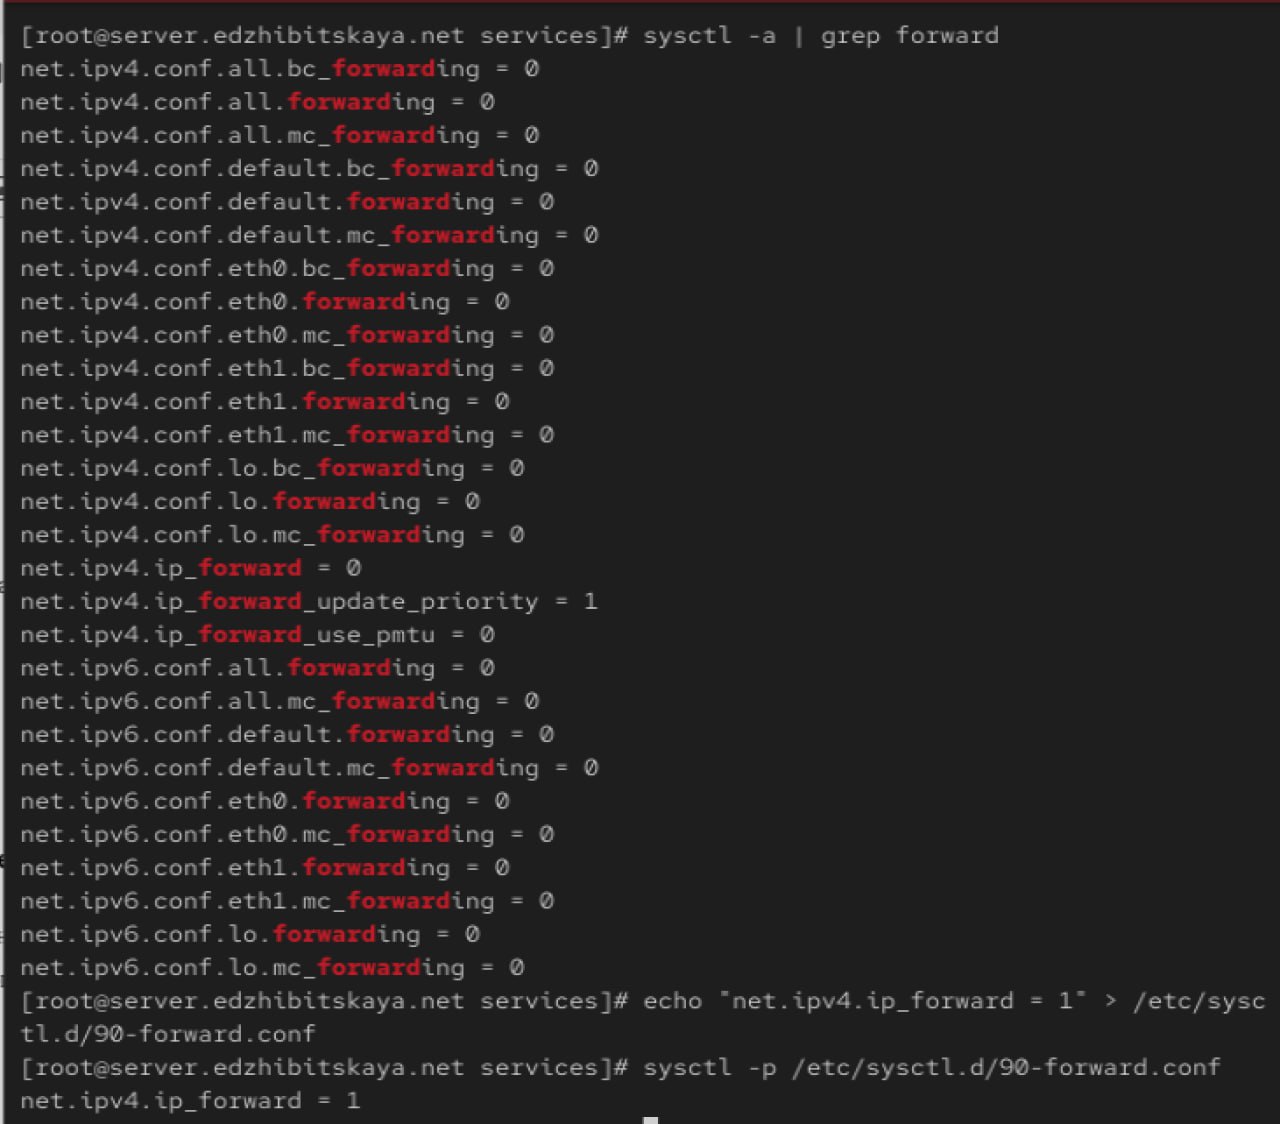 [root@server.edzhibitskaya.net services]# sysctl -a | grep forward
net.ipv4.conf.all.bc_forwarding = 0
net.ipv4.conf.all.forwarding = 0
net.ipv4.conf.all.mc_forwarding = 0
net.ipv4.conf.default.bc_forwarding = 0
net.ipv4.conf.default.forwarding = 0
net.ipv4.conf.default.mc_forwarding = 0
net.ipv4.conf.eth0.bc_forwarding = 0
net.ipv4.conf.eth0.forwarding = 0
net.ipv4.conf.eth0.mc_forwarding = 0
net.ipv4.conf.eth1.bc_forwarding = 0
net.ipv4.conf.eth1.forwarding = 0
net.ipv4.conf.eth1.mc_forwarding = 0
net.ipv4.conf.lo.bc_forwarding = 0
net.ipv4.conf.lo.forwarding = 0
net.ipv4.conf.lo.mc_forwarding = 0
net.ipv4.ip_forward = 0
net.ipv4.ip_forward_update_priority = 1
net.ipv4.ip_forward_use_pmtu = 0
net.ipv6.conf.all.forwarding = 0
net.ipv6.conf.all.mc_forwarding = 0
net.ipv6.conf.default.forwarding = 0
net.ipv6.conf.default.mc_forwarding = 0
net.ipv6.conf.eth0.forwarding = 0
net.ipv6.conf.eth0.mc_forwarding = 0
net.ipv6.conf.eth1.forwarding = 0
net.ipv6.conf.eth1.mc_forwarding = 0
net.ipv6.conf.lo.forwarding = 0
net.ipv6.conf.lo.mc_forwarding = 0
[root@server.edzhibitskaya.net services]# echo "net.ipv4.ip_forward = 1" > /etc/sysc
tl.d/90-forward.conf
[root@server.edzhibitskaya.net services]# sysctl -p /etc/sysctl.d/90-forward.conf
net.ipv4.ip_forward = 1